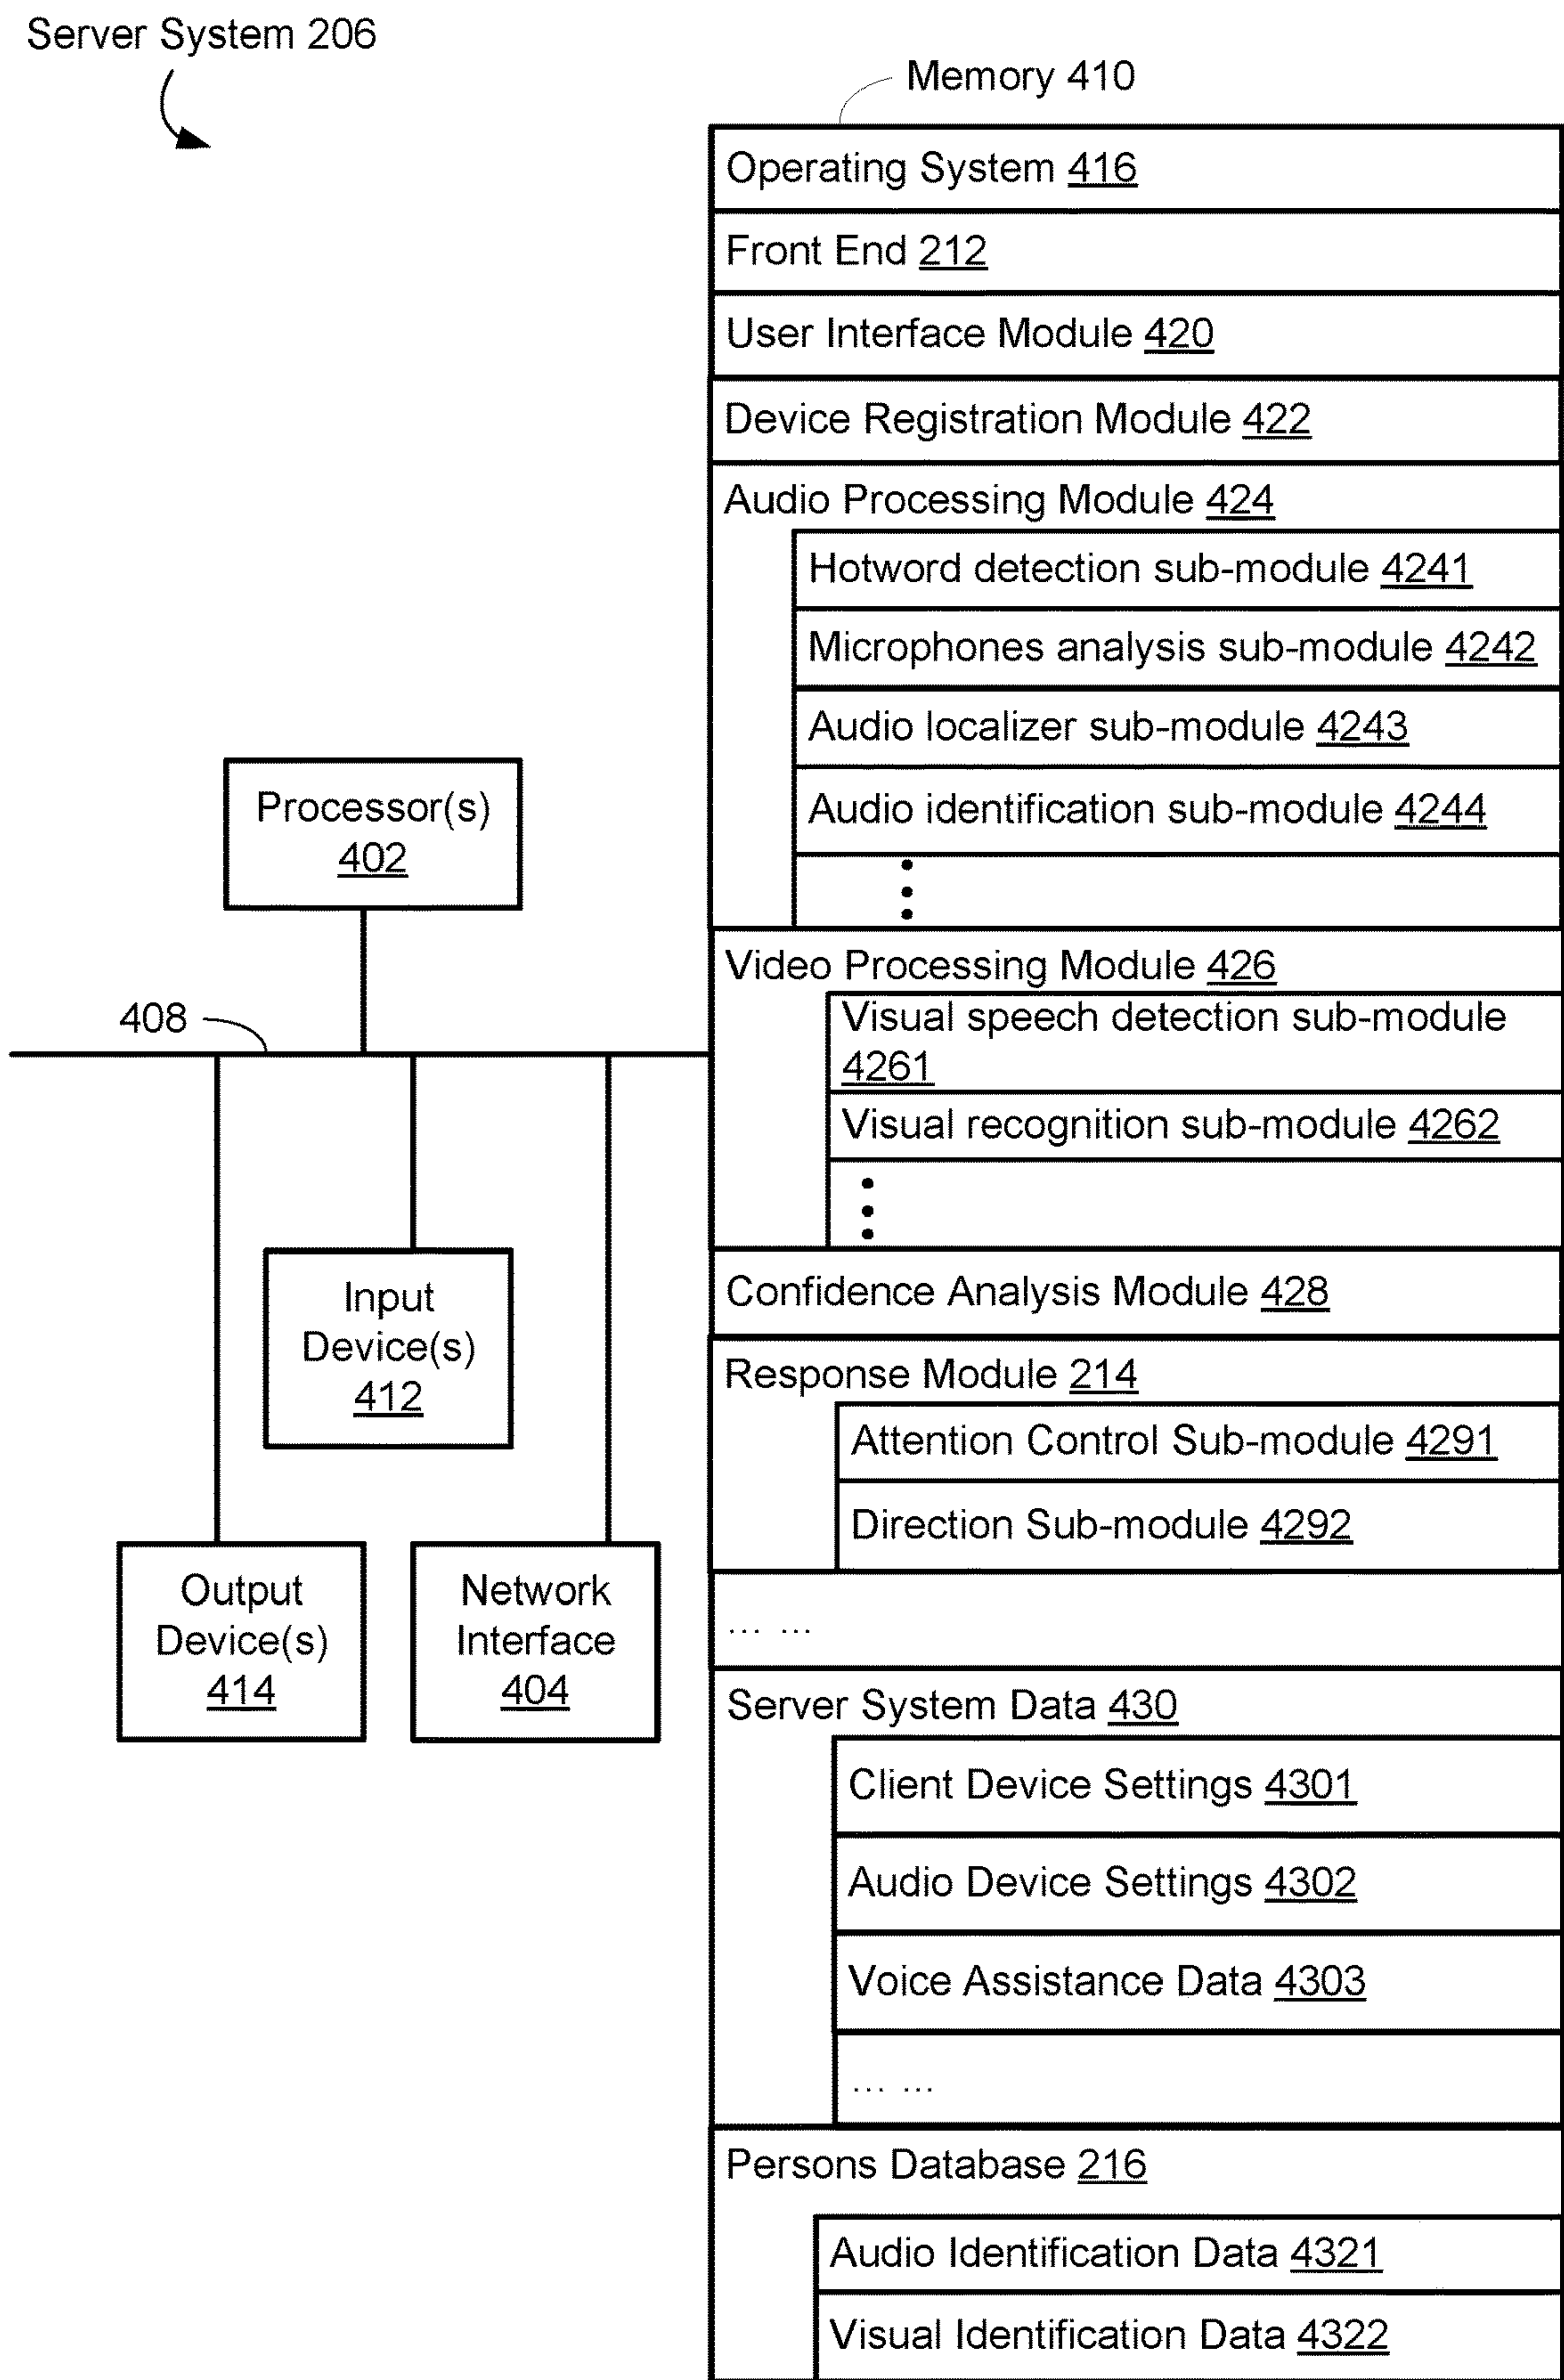 Server System 206
Memory 410
Operating System 416
Front End 212
User Interface Module 420
Device Registration Module 422
Audio Processing Module 424
Hotword detection sub-module 4241
Microphones analysis sub-module 4242
Audio localizer sub-module 4243
Audio identification sub-module 4244
Video Processing Module 426
Visual speech detection sub-module
4261
Visual recognition sub-module 4262
Confidence Analysis Module 428
Response Module 214
Attention Control Sub-module 4291
Direction Sub-module 4292
... ...
Server System Data 430
Client Device Settings 4301
Audio Device Settings 4302
Voice Assistance Data 4303
... ...
Persons Database 216
Audio Identification Data 4321
Visual Identification Data 4322
Processor(s)
402
408
Input
Device(s)
412
Output
Device(s)
414
Network
Interface
404